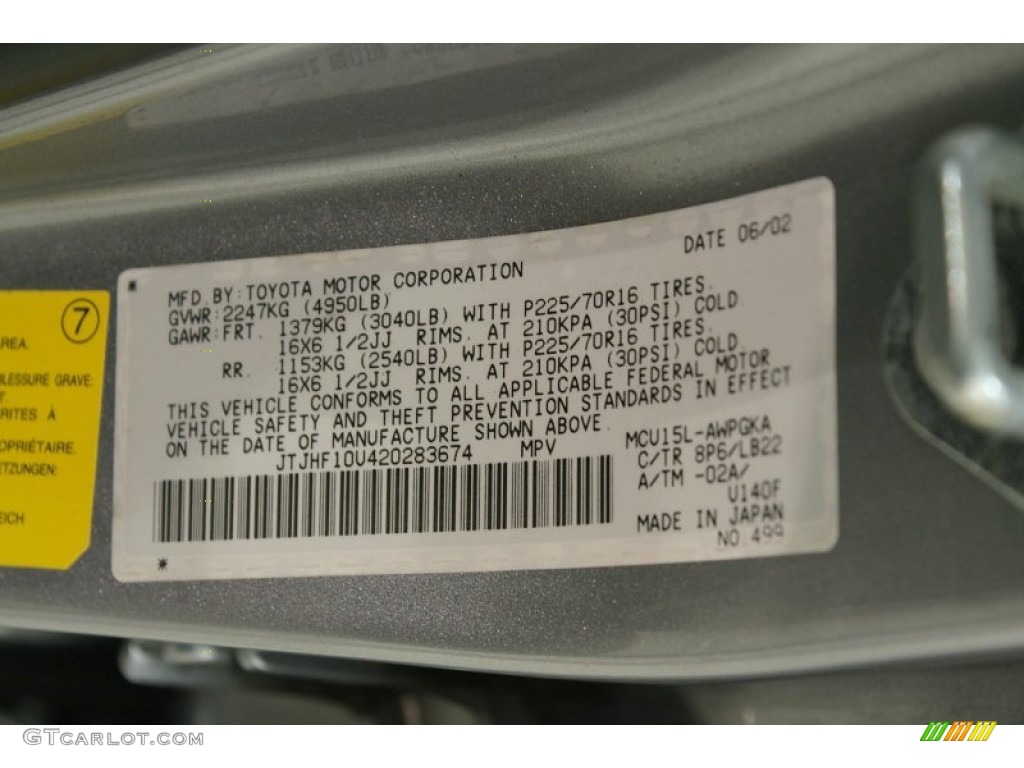 DATE 06/02
MFD. BY: TOYOTA MOTOR CORPORATION
GVWR: 2247KG (4950LB)
GAWR: FRT. 1379KG (3040LB) WITH P225/70R16 TIRES.
16X6 1/2JJ RIMS. AT 210KPA (30PSI) COLD
RR. 1153KG (2540LB) WITH P225/70R16 TIRES.
16X6 1/2JJ RIMS. AT 210KPA (30PSI) COLD.
THIS VEHICLE CONFORMS TO ALL APPLICABLE FEDERAL MOTOR
VEHICLE SAFETY AND THEFT PREVENTION STANDARDS IN EFFECT
ON THE DATE OF MANUFACTURE SHOWN ABOVE.
JTJHF10U420283674 MPV
MCU15L-AWPGKA
C/TR 8P6/LB22
A/TM -02A/
U140F
MADE IN JAPAN
NO.499
7
AREA.
BLESSURE GRAVE:
T.
RITES À
OPRIÉTAIRE.
ETZUNGEN:
EICH
GTCarLot.com